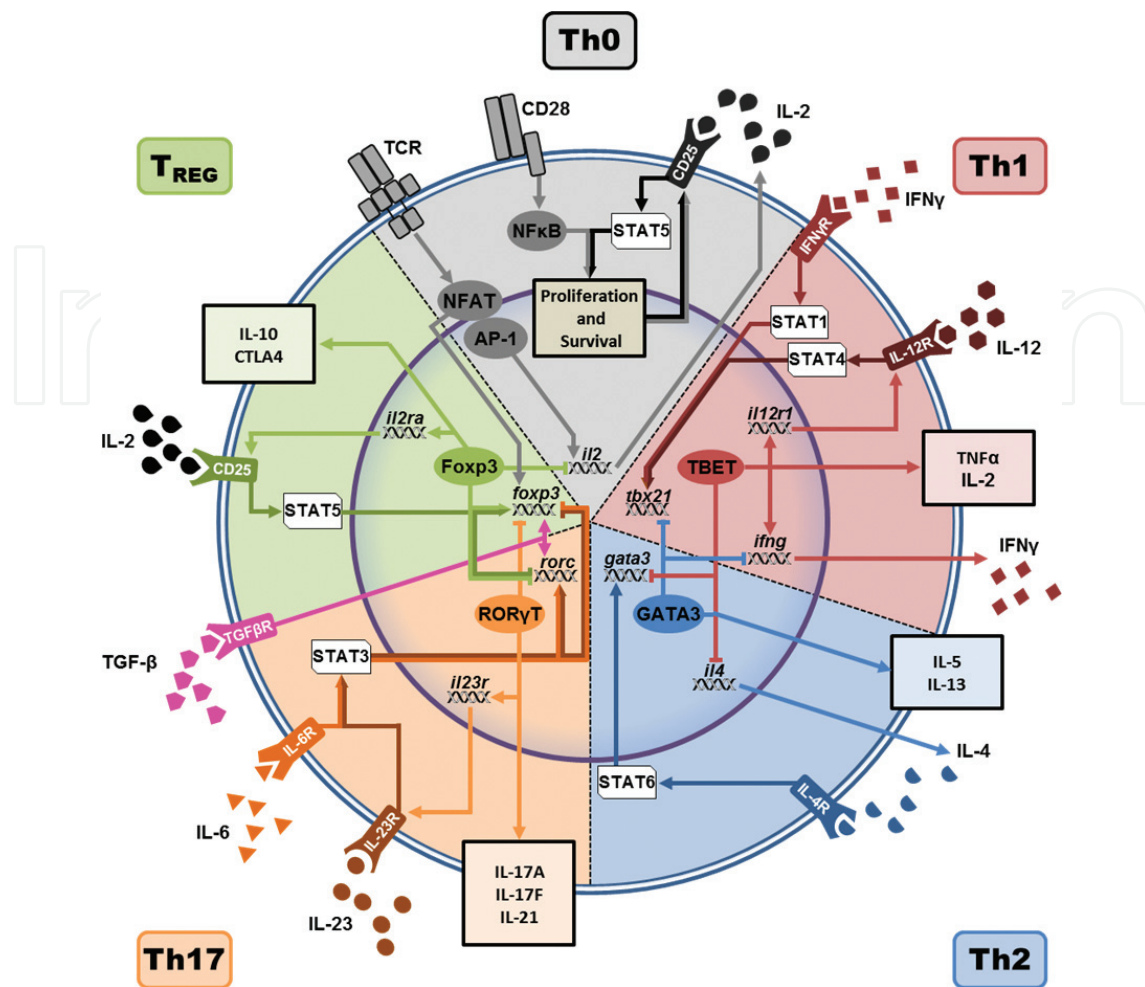 Th0
CD28
IL-2
TCR
CD25
T_REG
Th1
IFNγ
IFNγR
NFκB
STAT5
NFAT
AP-1
Proliferation
and
Survival
STAT1
STAT4
IL-12R
IL-12
IL-10
CTLA4
il2ra
il12r1
IL-2
CD25
Foxp3
il2
TBET
TNFα
IL-2
STAT5
foxp3
tbx21
ifng
IFNγ
rorc
gata3
RORγT
GATA3
TGFβR
TGF-β
STAT3
il23r
il4
IL-5
IL-13
IL-4
IL-6R
STAT6
IL-4R
IL-6
IL-23R
IL-23
IL-17A
IL-17F
IL-21
Th17
Th2